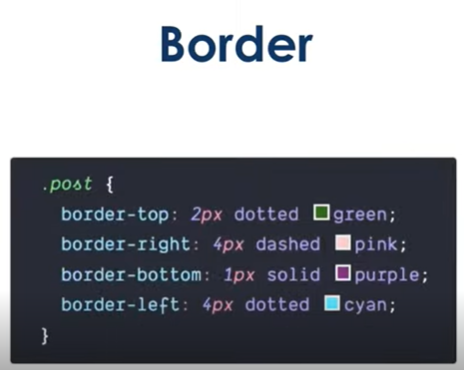 Border
.post {
border-top: 2px dotted green;
border-right: 4px dashed pink;
border-bottom: 1px solid purple;
border-left: 4px dotted cyan;
}